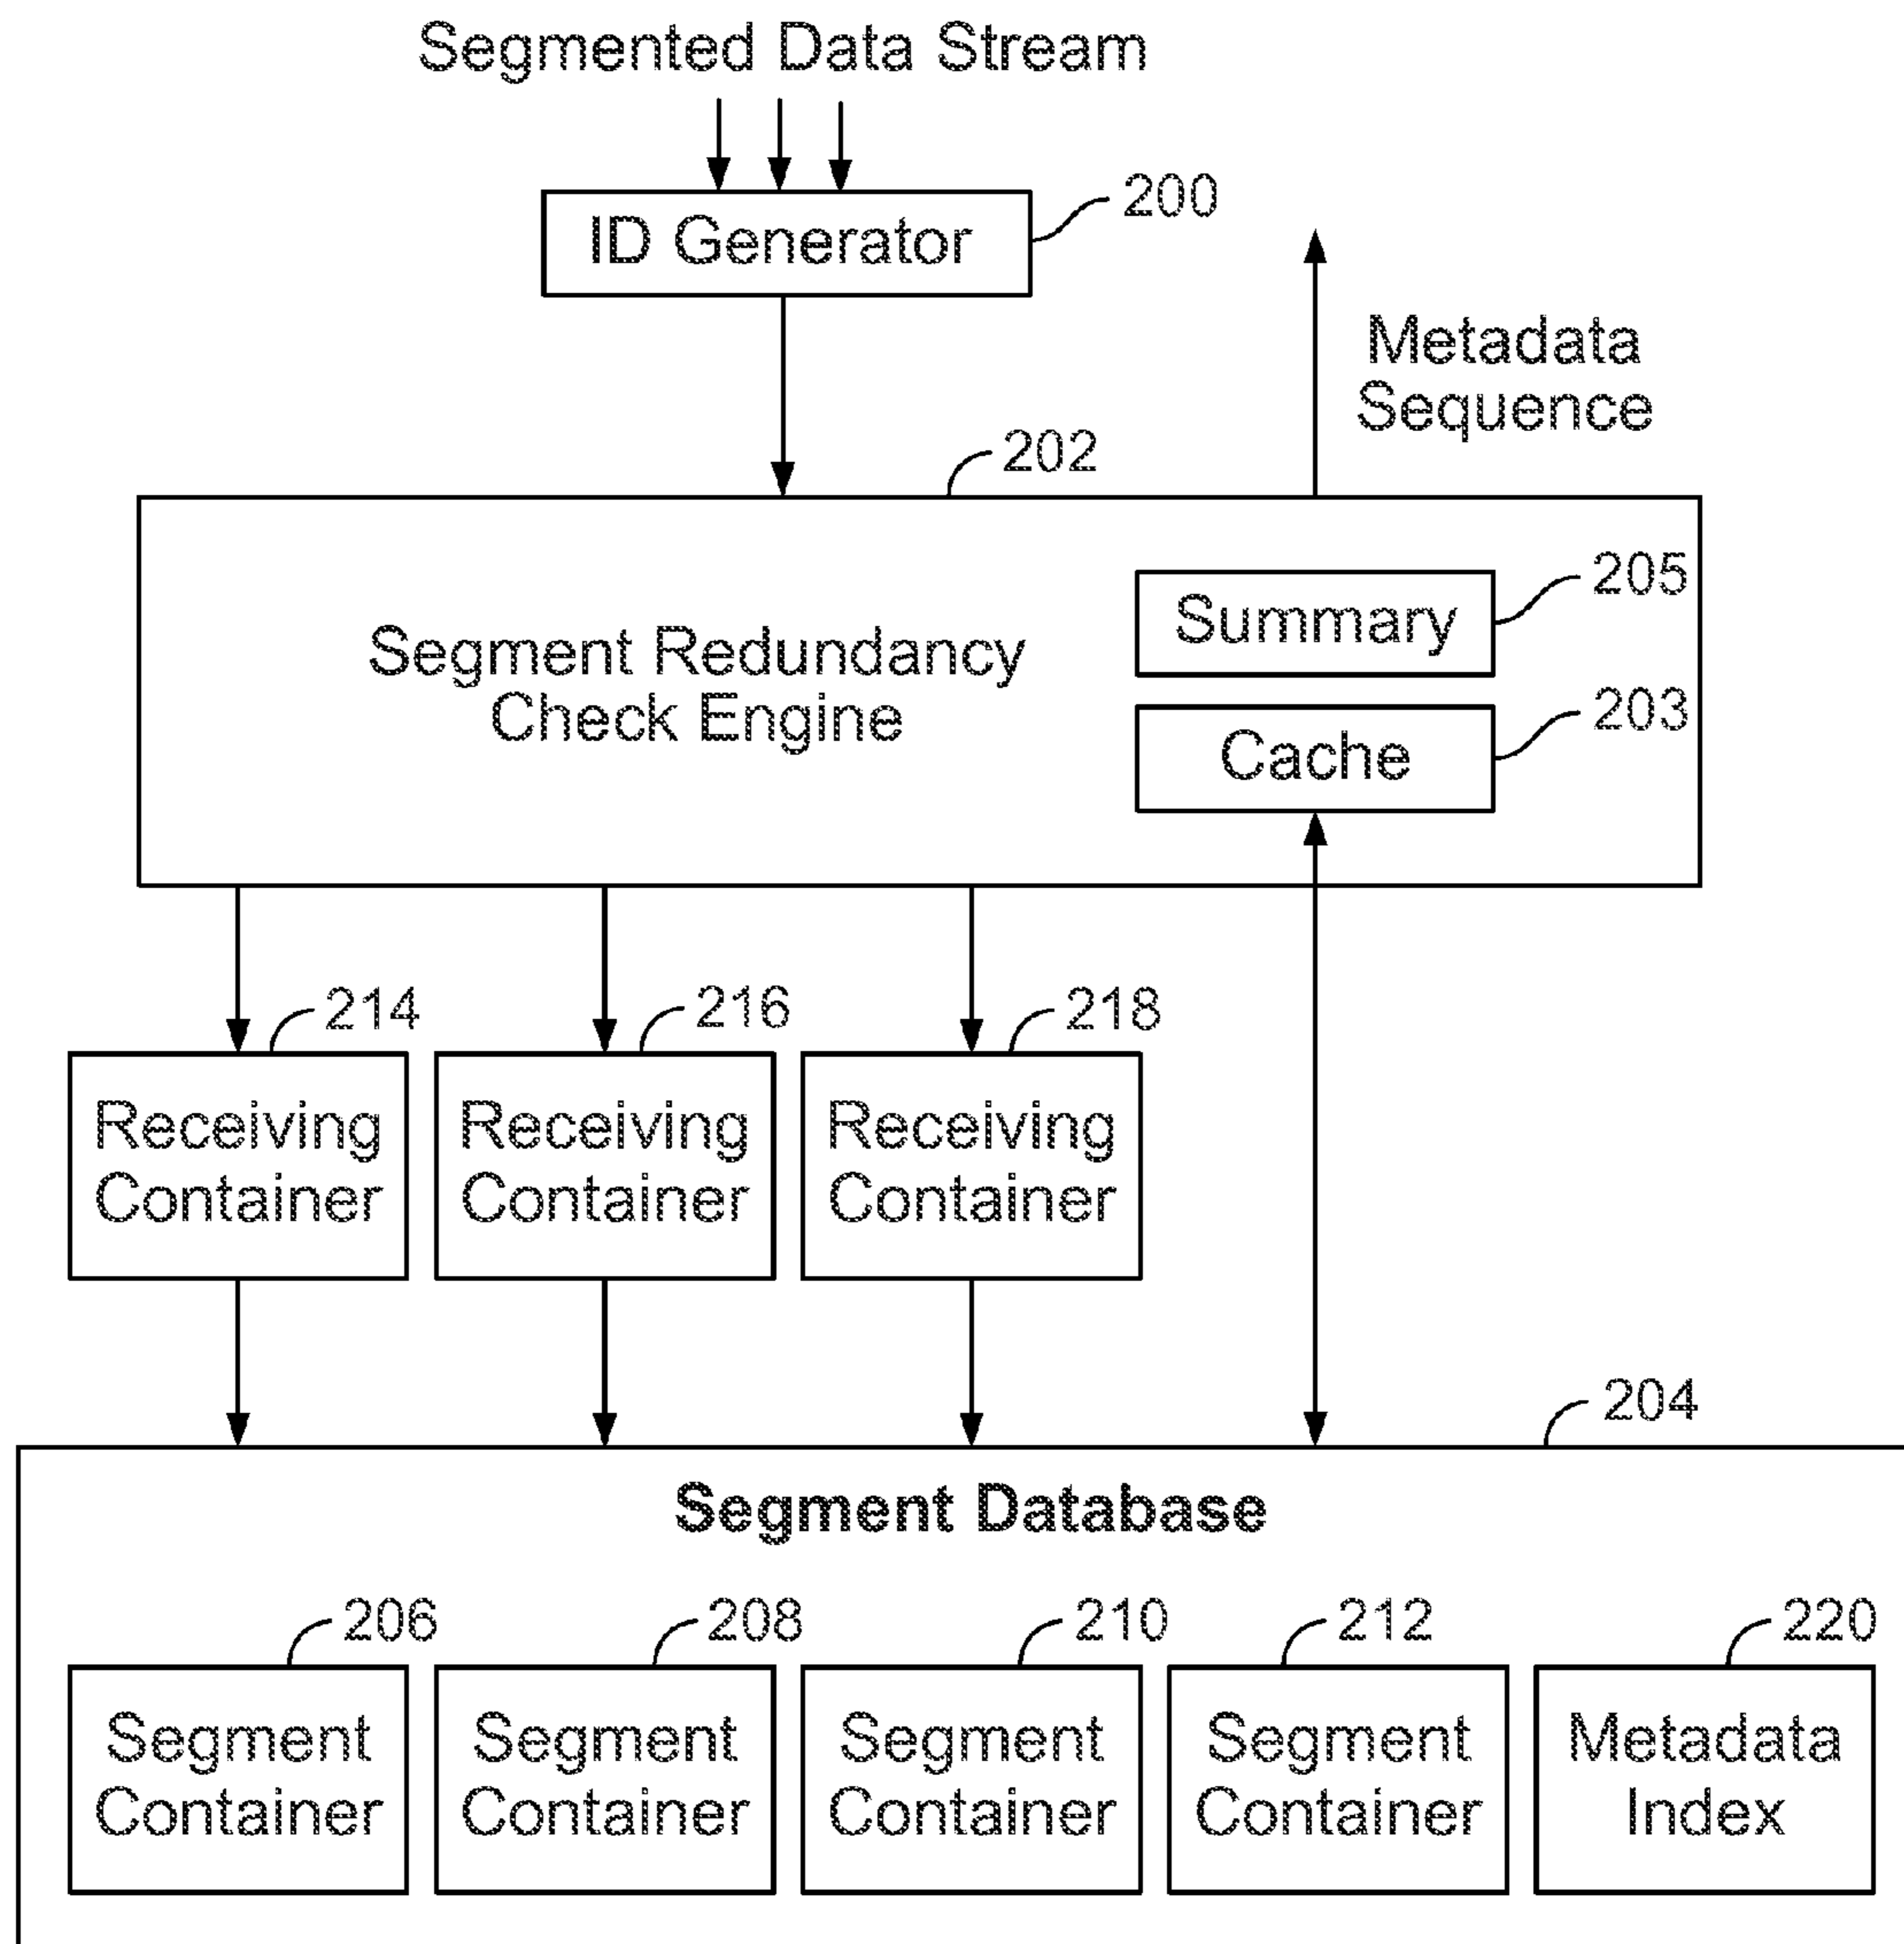 Segmented Data Stream
200
ID Generator
Metadata
Sequence
202
205
Summary
Segment Redundancy
Check Engine
203
Cache
214
216
218
Receiving
Container
Receiving
Container
Receiving
Container
204
Segment Database
206
208
210
212
220
Segment
Container
Segment
Container
Segment
Container
Segment
Container
Metadata
Index